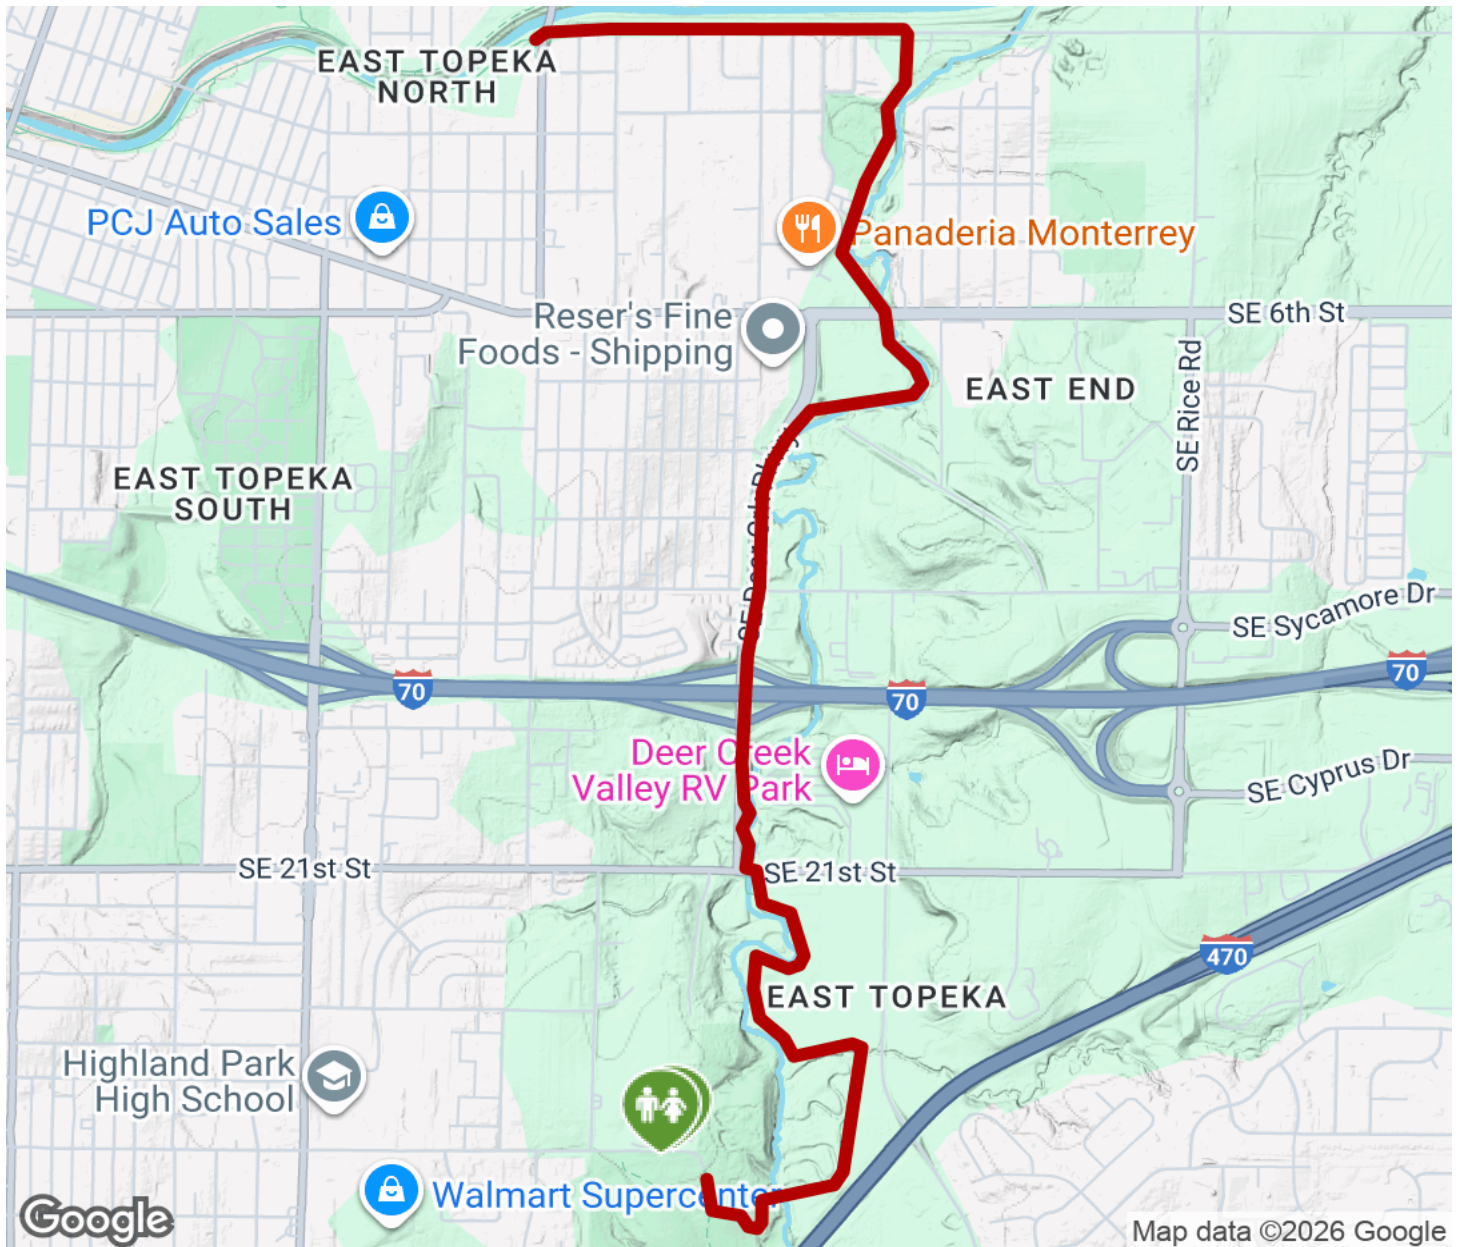 EAST TOPEKA
NORTH
PCJ Auto Sales
Panaderia Monterrey
Reser's Fine
Foods - Shipping
SE 6th St
EAST END
SE Rice Rd
EAST TOPEKA
SOUTH
SE Sycamore Dr
70
70
70
Deer Creek
Valley RV Park
SE Cyprus Dr
SE 21st St
SE 21st St
470
EAST TOPEKA
Highland Park
High School
Walmart Supercenter
Google
Map data ©2026 Google